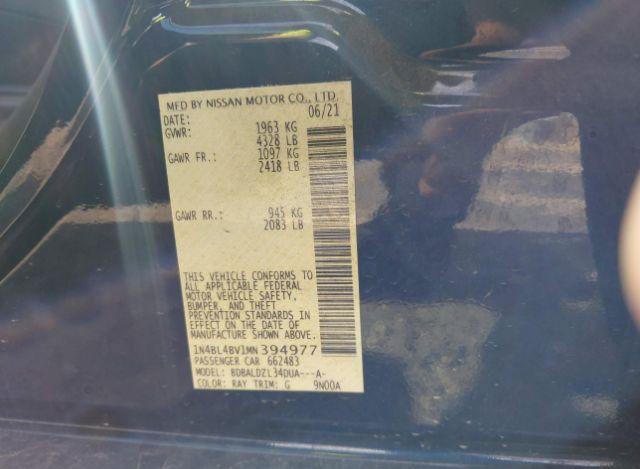 MFD BY NISSAN MOTOR CO., LTD.
DATE: 06/21
GVWR: 1963 KG
4328 LB
GAWR FR.: 1097 KG
2418 LB
GAWR RR.: 945 KG
2083 LB
THIS VEHICLE CONFORMS TO
ALL APPLICABLE FEDERAL
MOTOR VEHICLE SAFETY,
BUMPER, AND THEFT
PREVENTION STANDARDS IN
EFFECT ON THE DATE OF
MANUFACTURE SHOWN ABOVE.
1N4BL4BV1MN394977
PASSENGER CAR 662483
MODEL: BDBALDZL34DUA---A-
COLOR: RAY TRIM: G 9N00A